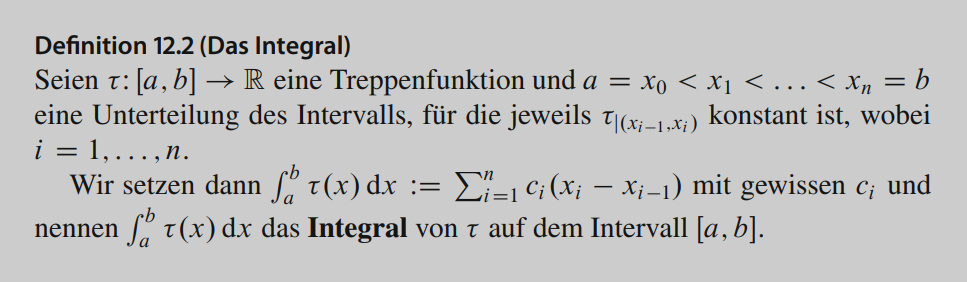 Definition 12.2 (Das Integral)
Seien τ: [a, b] → ℝ eine Treppenfunktion und a = x₀ < x₁ < … < xₙ = b
eine Unterteilung des Intervalls, für die jeweils τ|(xᵢ₋₁,xᵢ) konstant ist, wobei
i = 1, …, n.
Wir setzen dann ∫ₐᵇ τ(x) dx := ∑ᵢ₌₁ⁿ cᵢ(xᵢ − xᵢ₋₁) mit gewissen cᵢ und
nennen ∫ₐᵇ τ(x) dx das Integral von τ auf dem Intervall [a, b].